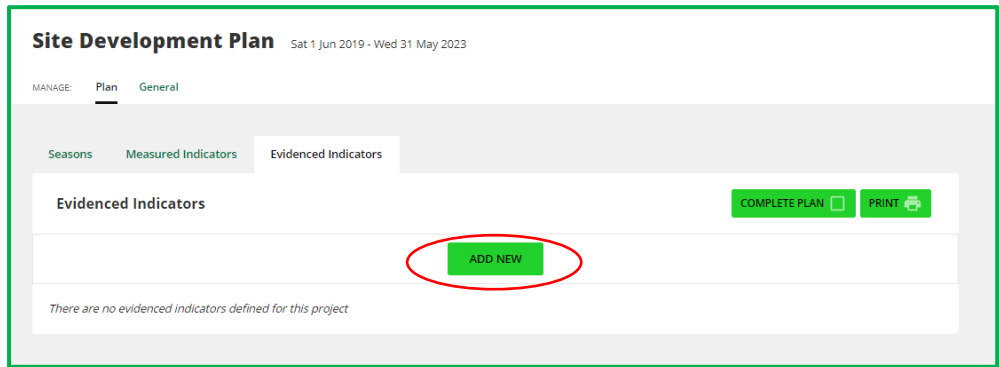 Site Development Plan Sat 1 Jun 2019 - Wed 31 May 2023
MANAGE: Plan General
Seasons Measured Indicators Evidenced Indicators
Evidenced Indicators COMPLETE PLAN PRINT
ADD NEW
There are no evidenced indicators defined for this project